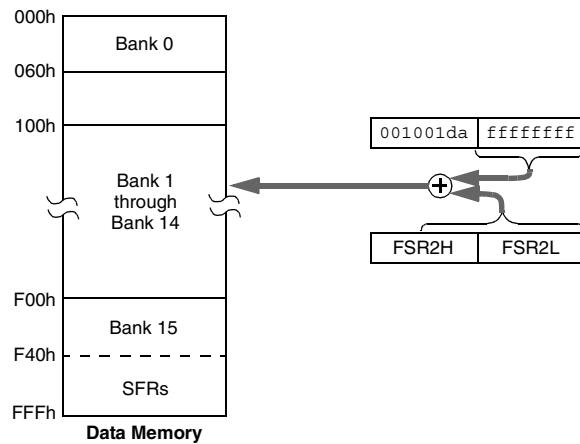 000h
Bank 0
060h
100h
Bank 1
through
Bank 14
F00h
Bank 15
F40h
SFRs
FFFh
Data Memory
001001da ffffffff
FSR2H FSR2L